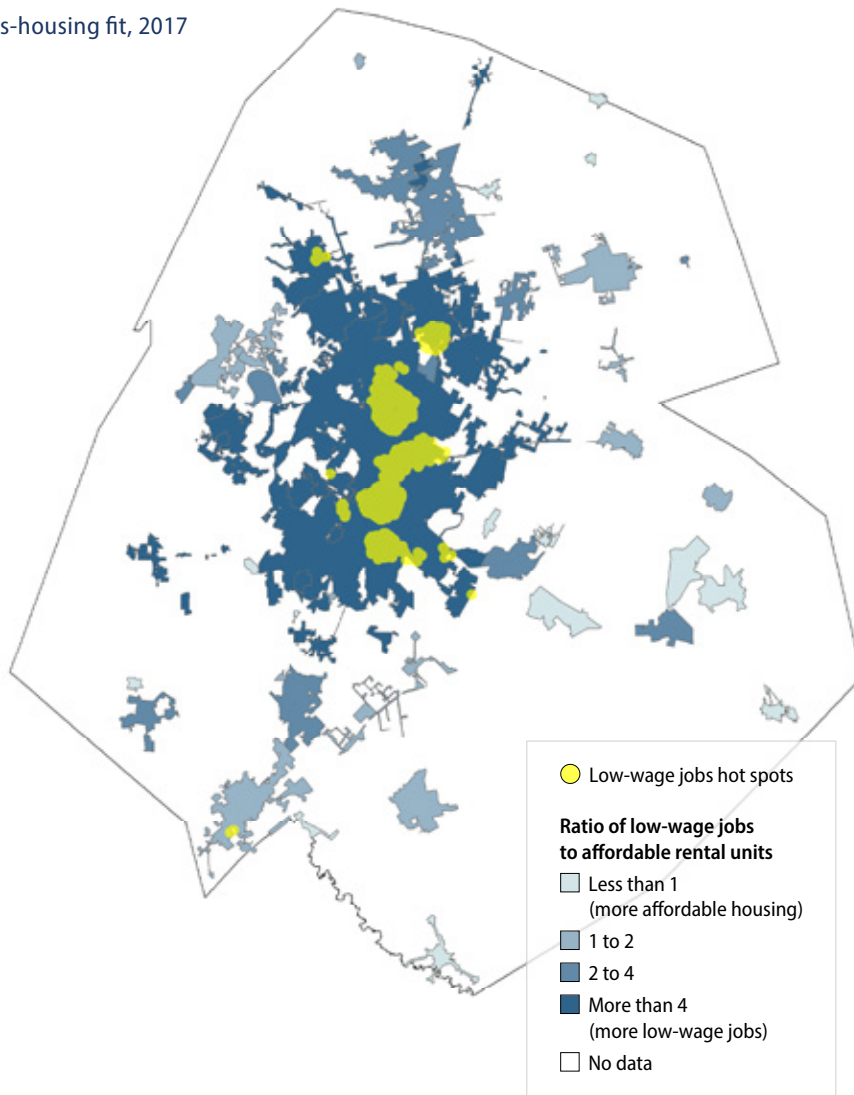 s-housing fit, 2017
Low-wage jobs hot spots
Ratio of low-wage jobs
to affordable rental units
Less than 1
(more affordable housing)
1 to 2
2 to 4
More than 4
(more low-wage jobs)
No data